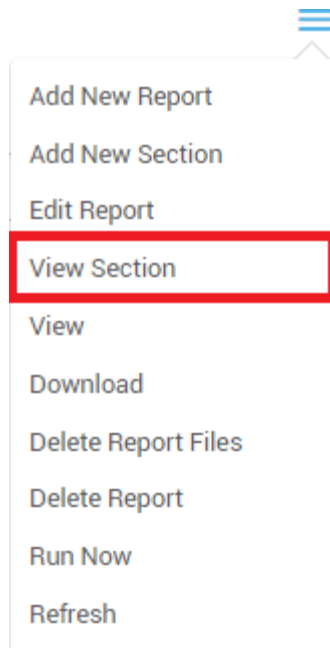 Add New Report
Add New Section
Edit Report
View Section
View
Download
Delete Report Files
Delete Report
Run Now
Refresh